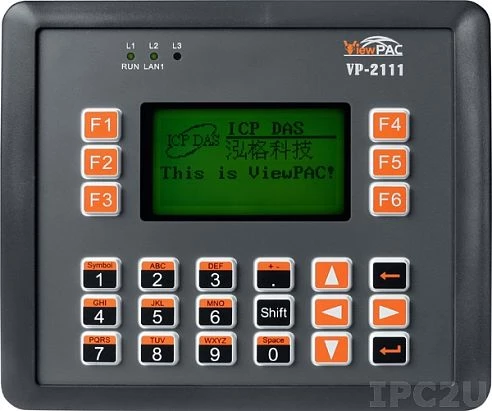 L1 L2 L3
RUN LAN1
ViewPAC
VP-2111
F1
F2
F3
ICP DAS
ICP DAS
泓格科技
This is ViewPAC!
F4
F5
F6
Symbol ABC DEF + -
1 2 3 .
GHI JKL MNO
4 5 6 Shift
PQRS TUV WXYZ Space
7 8 9 0
IPC2U